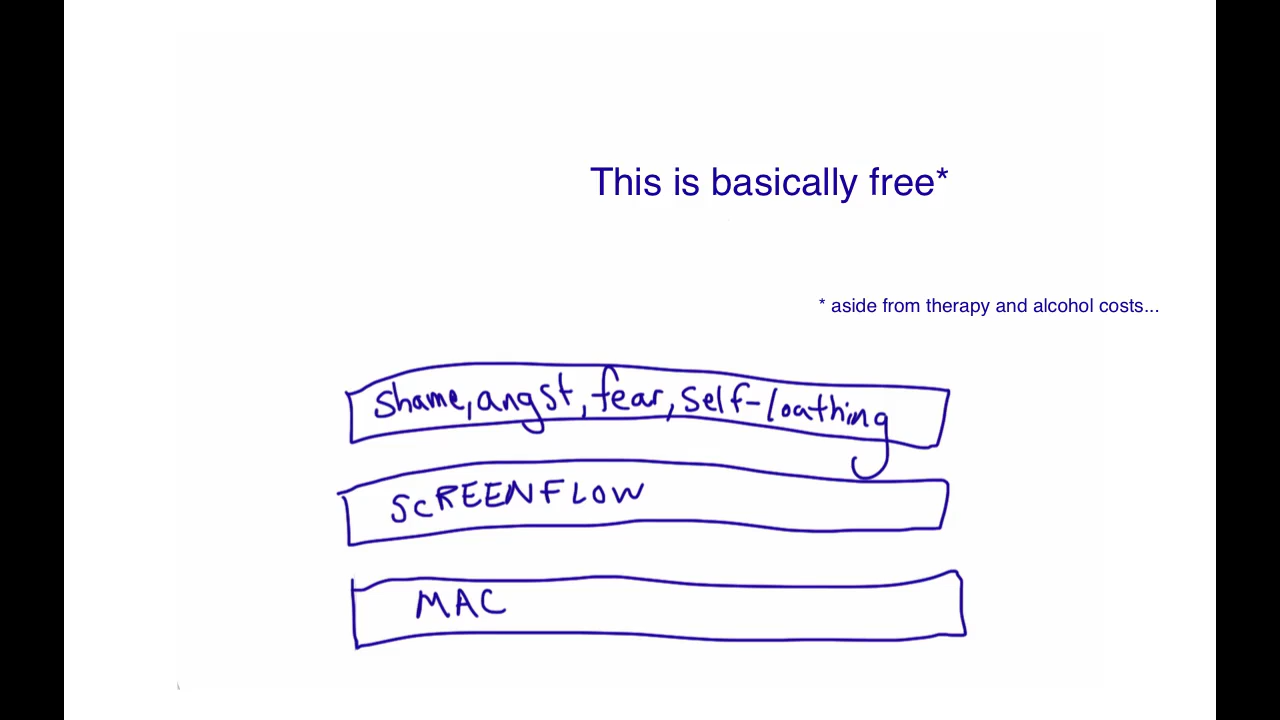 This is basically free*
* aside from therapy and alcohol costs...
Shame, angst, fear, Self-loathing
ScREENFLOW
MAC